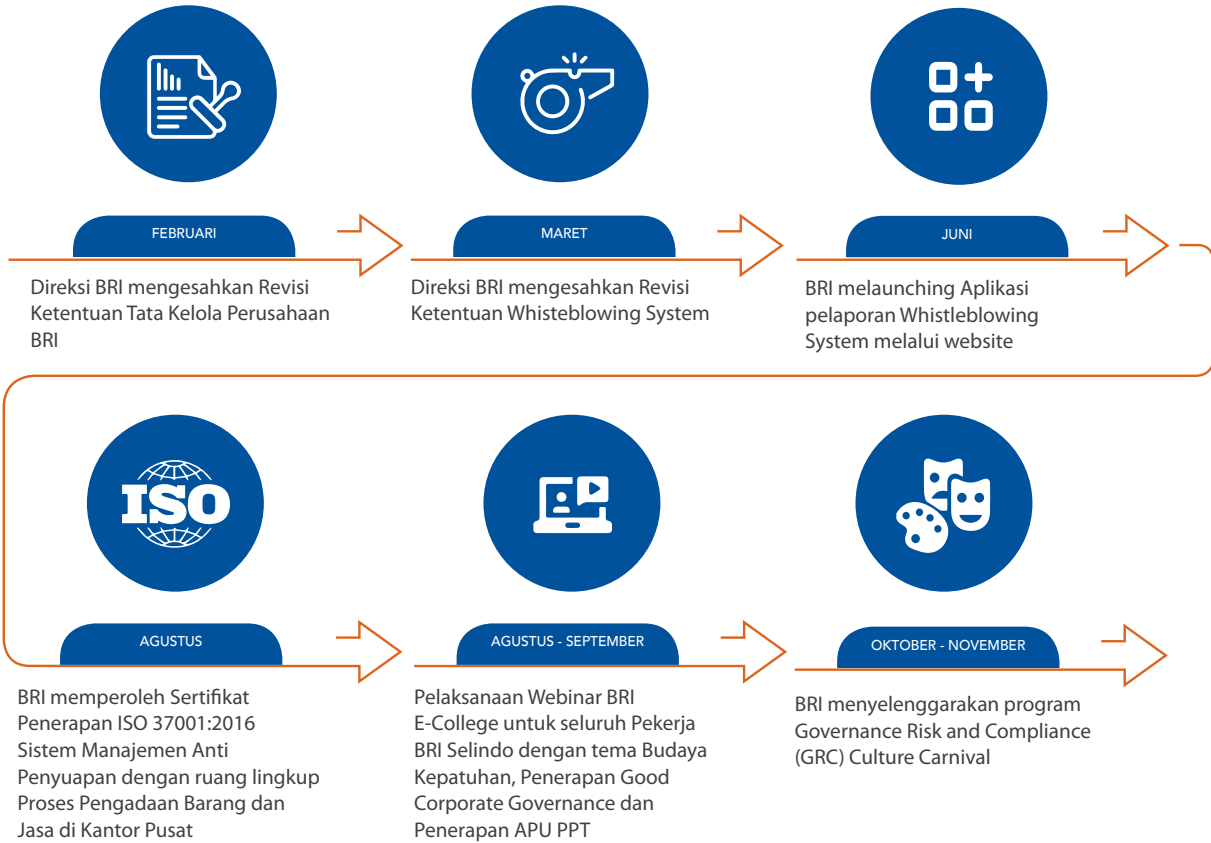 FEBRUARI
Direksi BRI mengesahkan Revisi
Ketentuan Tata Kelola Perusahaan
BRI
MARET
Direksi BRI mengesahkan Revisi
Ketentuan Whisteblowing System
JUNI
BRI melaunching Aplikasi
pelaporan Whistleblowing
System melalui website
ISO
AGUSTUS
BRI memperoleh Sertifikat
Penerapan ISO 37001:2016
Sistem Manajemen Anti
Penyuapan dengan ruang lingkup
Proses Pengadaan Barang dan
Jasa di Kantor Pusat
AGUSTUS - SEPTEMBER
Pelaksanaan Webinar BRI
E-College untuk seluruh Pekerja
BRI Selindo dengan tema Budaya
Kepatuhan, Penerapan Good
Corporate Governance dan
Penerapan APU PPT
OKTOBER - NOVEMBER
BRI menyelenggarakan program
Governance Risk and Compliance
(GRC) Culture Carnival